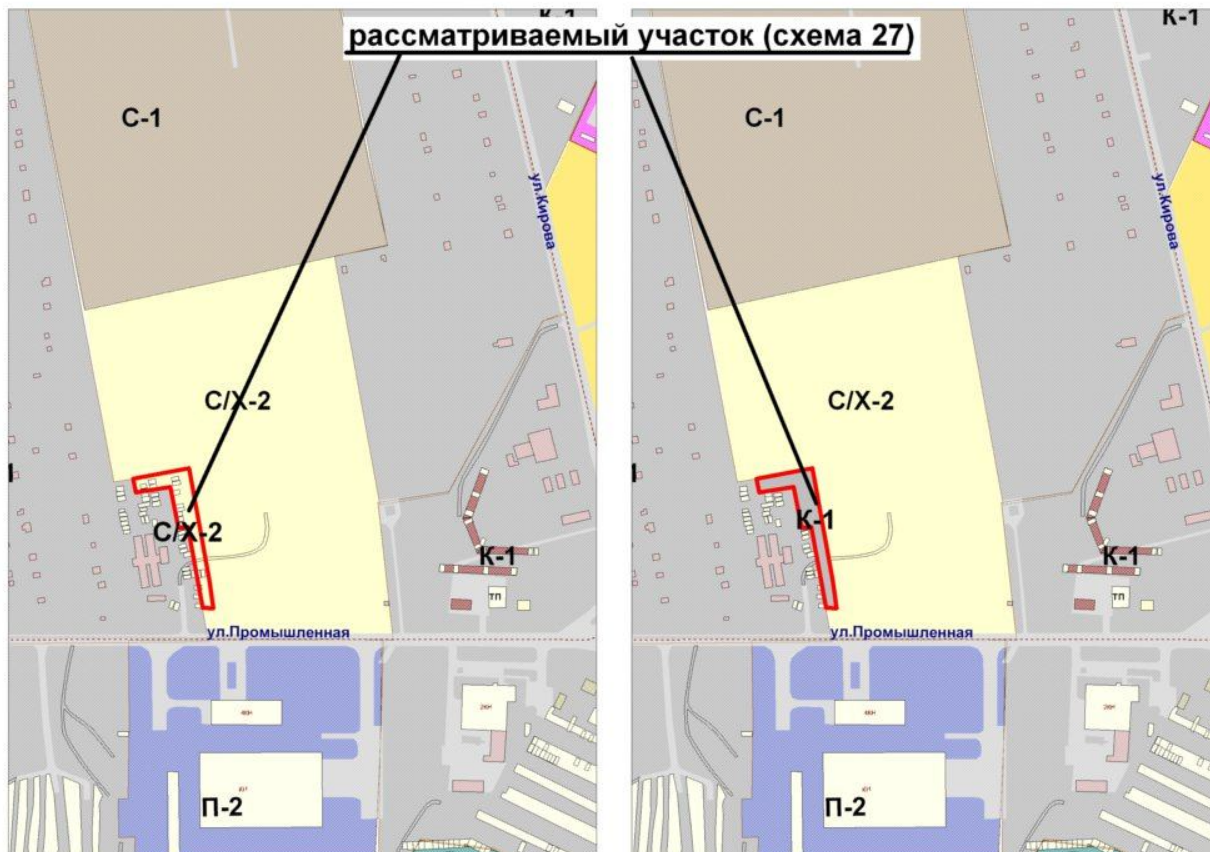 К-1
К-1
рассматриваемый участок (схема 27)
С-1
С-1
ул.Кирова
ул.Кирова
С/Х-2
С/Х-2
С/Х-2
К-1
К-1
К-1
тп
тп
ул.Промышленная
ул.Промышленная
П-2
П-2